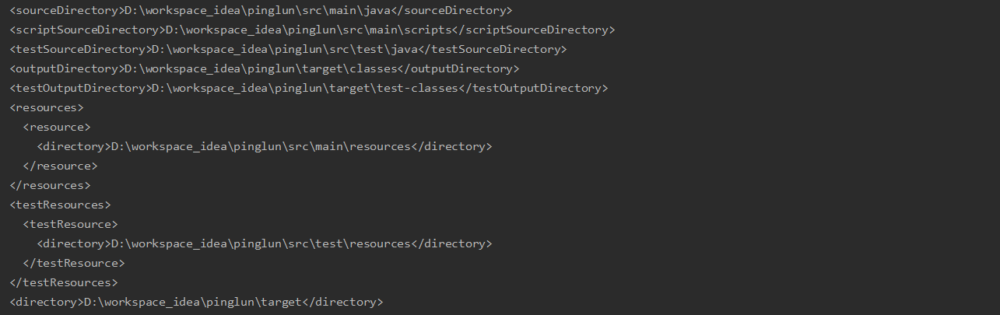 <sourceDirectory>D:\workspace_idea\pinglun\src\main\java</sourceDirectory>
<scriptSourceDirectory>D:\workspace_idea\pinglun\src\main\scripts</scriptSourceDirectory>
<testSourceDirectory>D:\workspace_idea\pinglun\src\test\java</testSourceDirectory>
<outputDirectory>D:\workspace_idea\pinglun\target\classes</outputDirectory>
<testOutputDirectory>D:\workspace_idea\pinglun\target\test-classes</testOutputDirectory>
<resources>
  <resource>
    <directory>D:\workspace_idea\pinglun\src\main\resources</directory>
  </resource>
</resources>
<testResources>
  <testResource>
    <directory>D:\workspace_idea\pinglun\src\test\resources</directory>
  </testResource>
</testResources>
<directory>D:\workspace_idea\pinglun\target</directory>